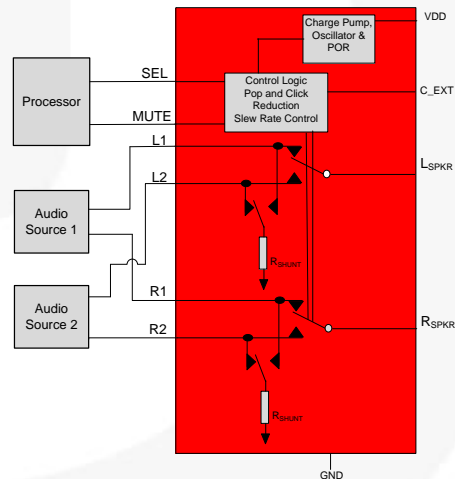 Charge Pump,
Oscillator &
POR
VDD
SEL
Control Logic
Pop and Click
Reduction
Slew Rate Control
C_EXT
Processor
MUTE
L1
LSPKR
L2
Audio
Source 1
RSHUNT
R1
Audio
Source 2
R2
RSPKR
RSHUNT
GND